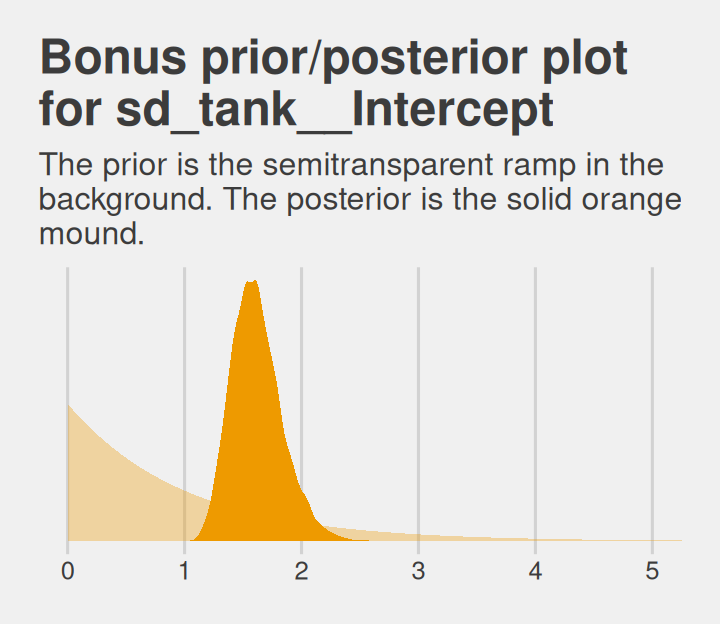 Bonus prior/posterior plot
for sd_tank__Intercept
The prior is the semitransparent ramp in the
background. The posterior is the solid orange
mound.
0 1 2 3 4 5